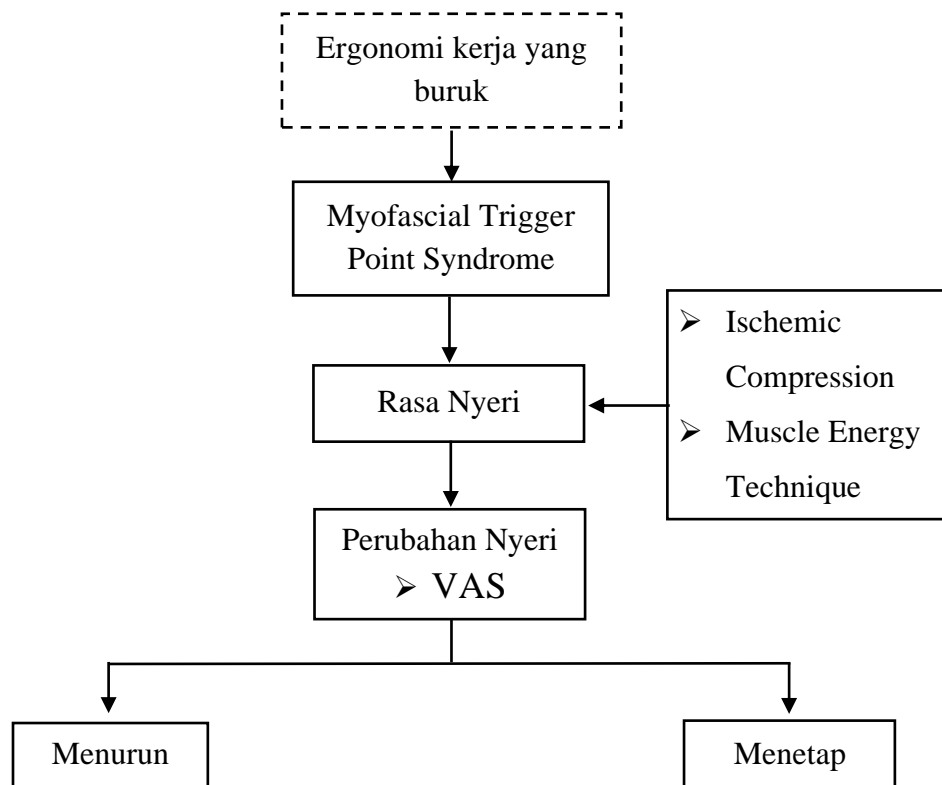 Ergonomi kerja yang
buruk
Myofascial Trigger
Point Syndrome
➢ Ischemic
Compression
➢ Muscle Energy
Technique
Rasa Nyeri
Perubahan Nyeri
➢ VAS
Menurun
Menetap